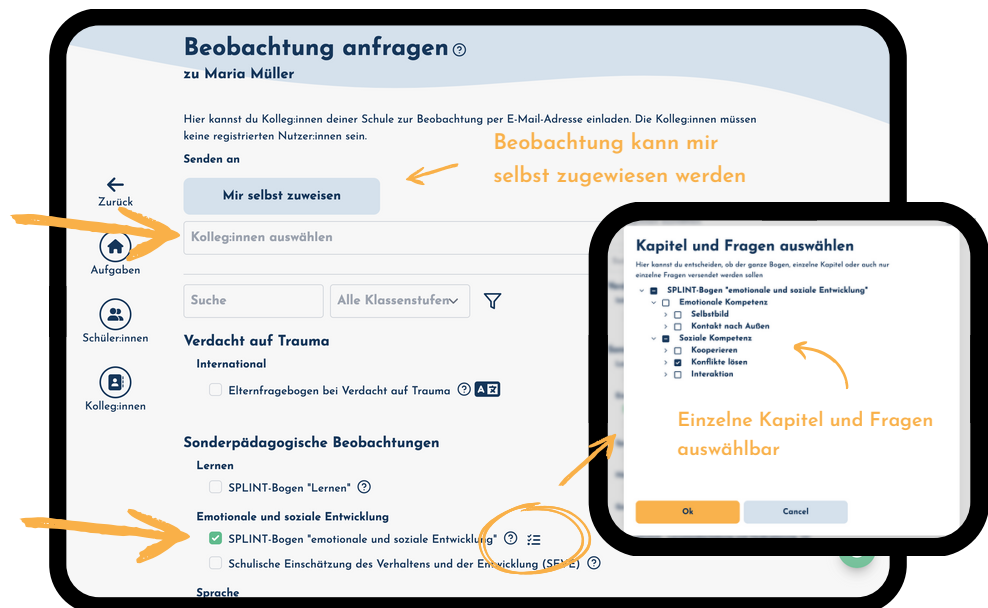 Beobachtung anfragen
zu Maria Müller
Hier kannst du Kolleg:innen deiner Schule zur Beobachtung per E-Mail-Adresse einladen. Die Kolleg:innen müssen
keine registrierten Nutzer:innen sein.
Senden an
Beobachtung kann mir
selbst zugewiesen werden
Mir selbst zuweisen
Kolleg:innen auswählen
Zurück
Aufgaben
Schüler:innen
Kolleg:innen
Suche
Alle Klassenstufen
Verdacht auf Trauma
International
Elternfragebogen bei Verdacht auf Trauma
Sonderpädagogische Beobachtungen
Lernen
SPLINT-Bogen "Lernen"
Emotionale und soziale Entwicklung
SPLINT-Bogen "emotionale und soziale Entwicklung"
Schulische Einschätzung des Verhaltens und der Entwicklung (SEVE)
Sprache
Kapitel und Fragen auswählen
Hier kannst du entscheiden, ob der ganze Bogen, einzelne Kapitel oder auch nur
einzelne Fragen versendet werden sollen
SPLINT-Bogen "emotionale und soziale Entwicklung"
Emotionale Kompetenz
Selbstbild
Kontakt nach Außen
Soziale Kompetenz
Kooperieren
Konflikte lösen
Interaktion
Einzelne Kapitel und Fragen
auswählbar
Ok
Cancel